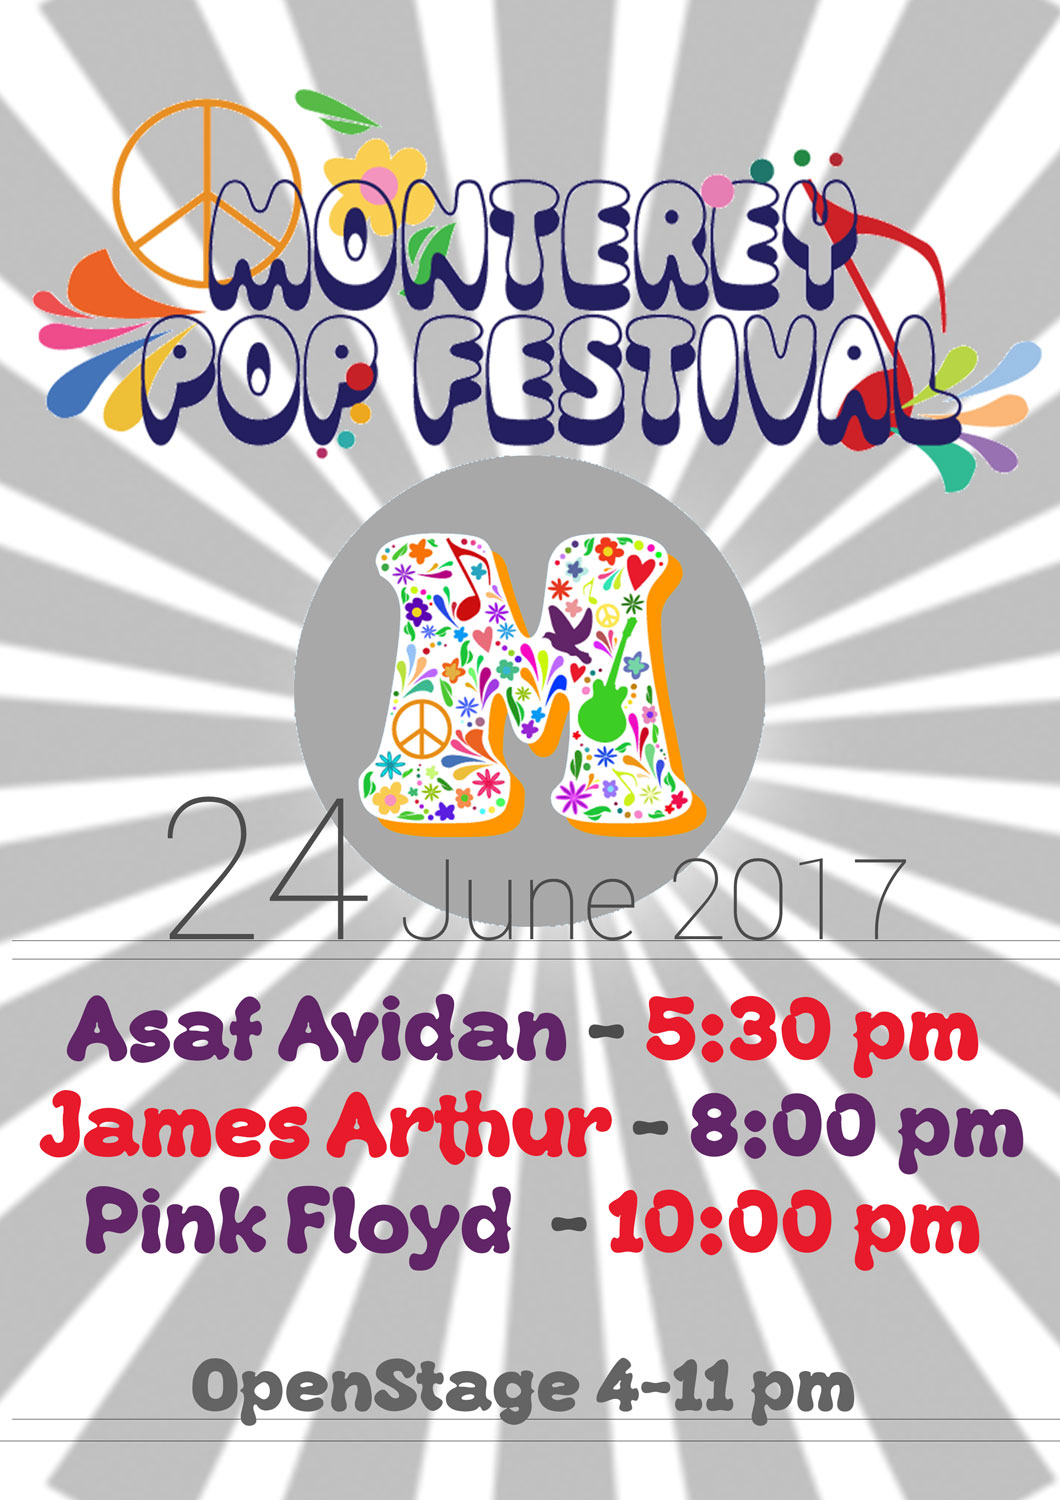 MONTEREY
POP FESTIVAL
M
24 June 2017
Asaf Avidan - 5:30 pm
James Arthur - 8:00 pm
Pink Floyd - 10:00 pm
OpenStage 4-11 pm